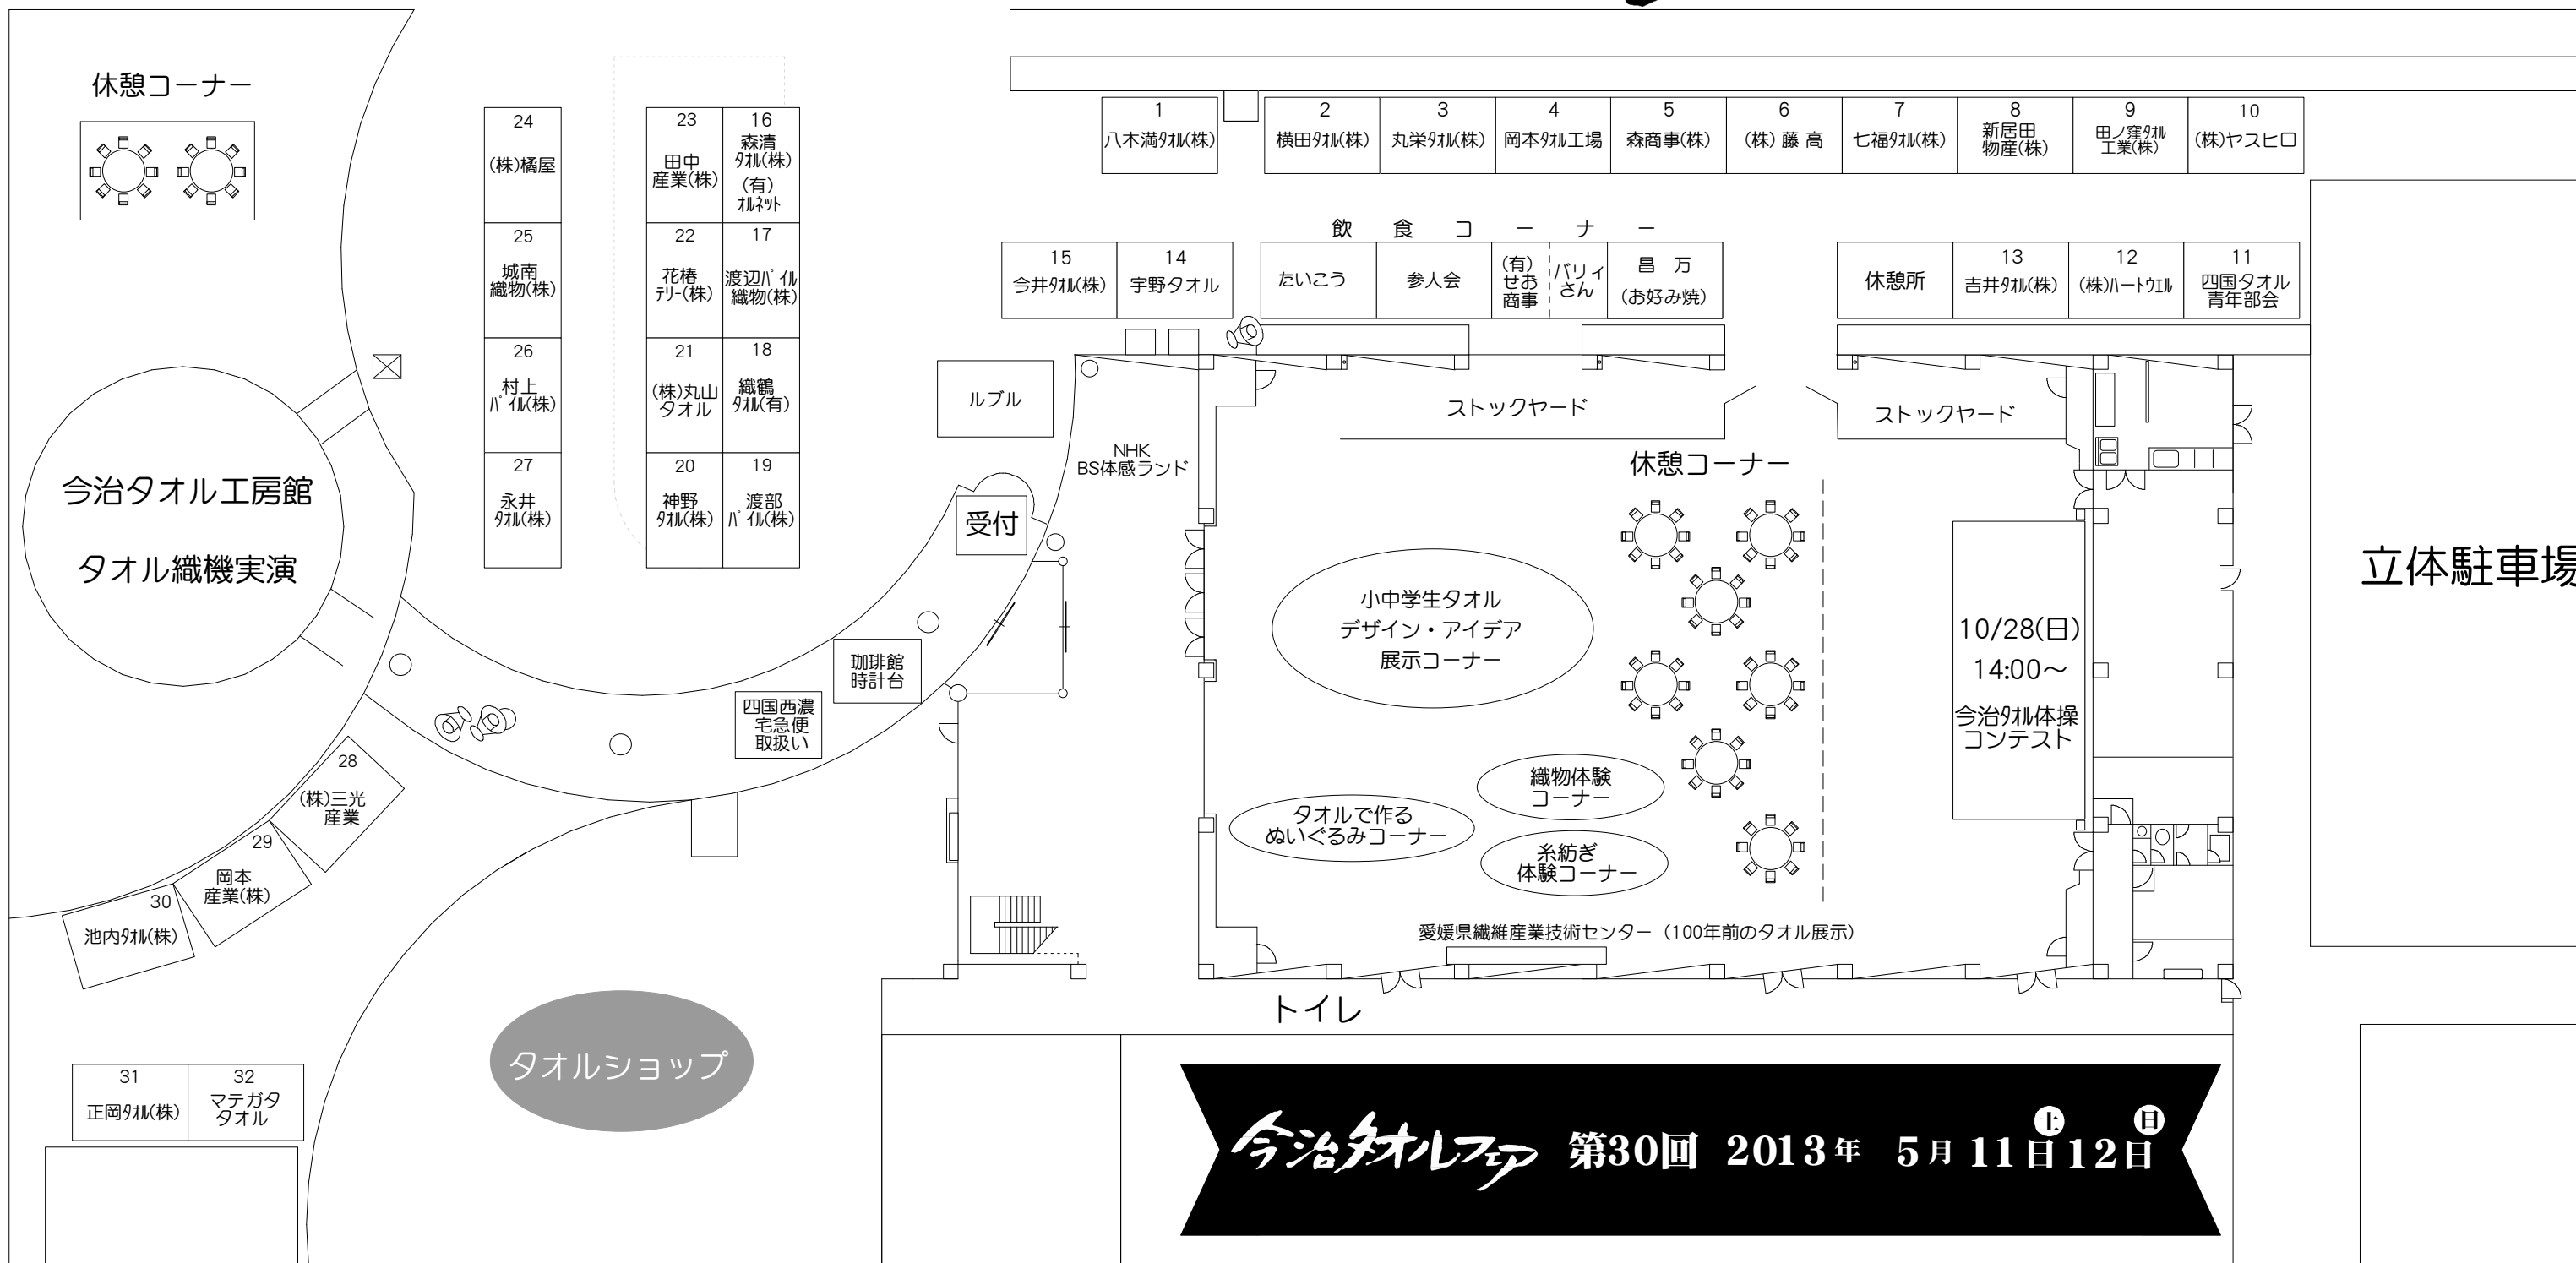 休憩コーナー
24
(株)橘屋
25
城南
織物(株)
26
村上
ﾊﾟｲﾙ(株)
27
永井
ﾀｵﾙ(株)
23
田中
産業(株)
22
花椿
ﾃﾘｰ(株)
21
(株)丸山
タオル
20
神野
ﾀｵﾙ(株)
16
森清
ﾀｵﾙ(株)
(有)
ｵﾙﾈｯﾄ
17
渡辺ﾊﾟｲﾙ
織物(株)
18
織鶴
ﾀｵﾙ(有)
19
渡部
ﾊﾟｲﾙ(株)
1
八木満ﾀｵﾙ(株)
2
横田ﾀｵﾙ(株)
3
丸栄ﾀｵﾙ(株)
4
岡本ﾀｵﾙ工場
5
森商事(株)
6
(株)藤高
7
七福ﾀｵﾙ(株)
8
新居田
物産(株)
9
田ノ窪ﾀｵﾙ
工業(株)
10
(株)ヤスヒロ
飲食コーナー
15
今井ﾀｵﾙ(株)
14
宇野タオル
たいこう
参人会
(有)
せお
商事
バリィ
さん
昌万
(お好み焼)
休憩所
13
吉井ﾀｵﾙ(株)
12
(株)ﾊｰﾄｳｴﾙ
11
四国タオル
青年部会
今治タオル工房館
タオル織機実演
ルブル
NHK
BS体感ランド
受付
珈琲館
時計台
四国西濃
宅急便
取扱い
ストックヤード
ストックヤード
休憩コーナー
小中学生タオル
デザイン・アイデア
展示コーナー
織物体験
コーナー
タオルで作る
ぬいぐるみコーナー
糸紡ぎ
体験コーナー
10/28(日)
14:00～
今治ﾀｵﾙ体操
コンテスト
立体駐車場
愛媛県繊維産業技術センター（100年前のタオル展示）
トイレ
28
(株)三光
産業
29
岡本
産業(株)
30
池内ﾀｵﾙ(株)
31
正岡ﾀｵﾙ(株)
32
マテガタ
タオル
タオルショップ
今治タオルフェア 第30回 2013年 5月11日土12日日